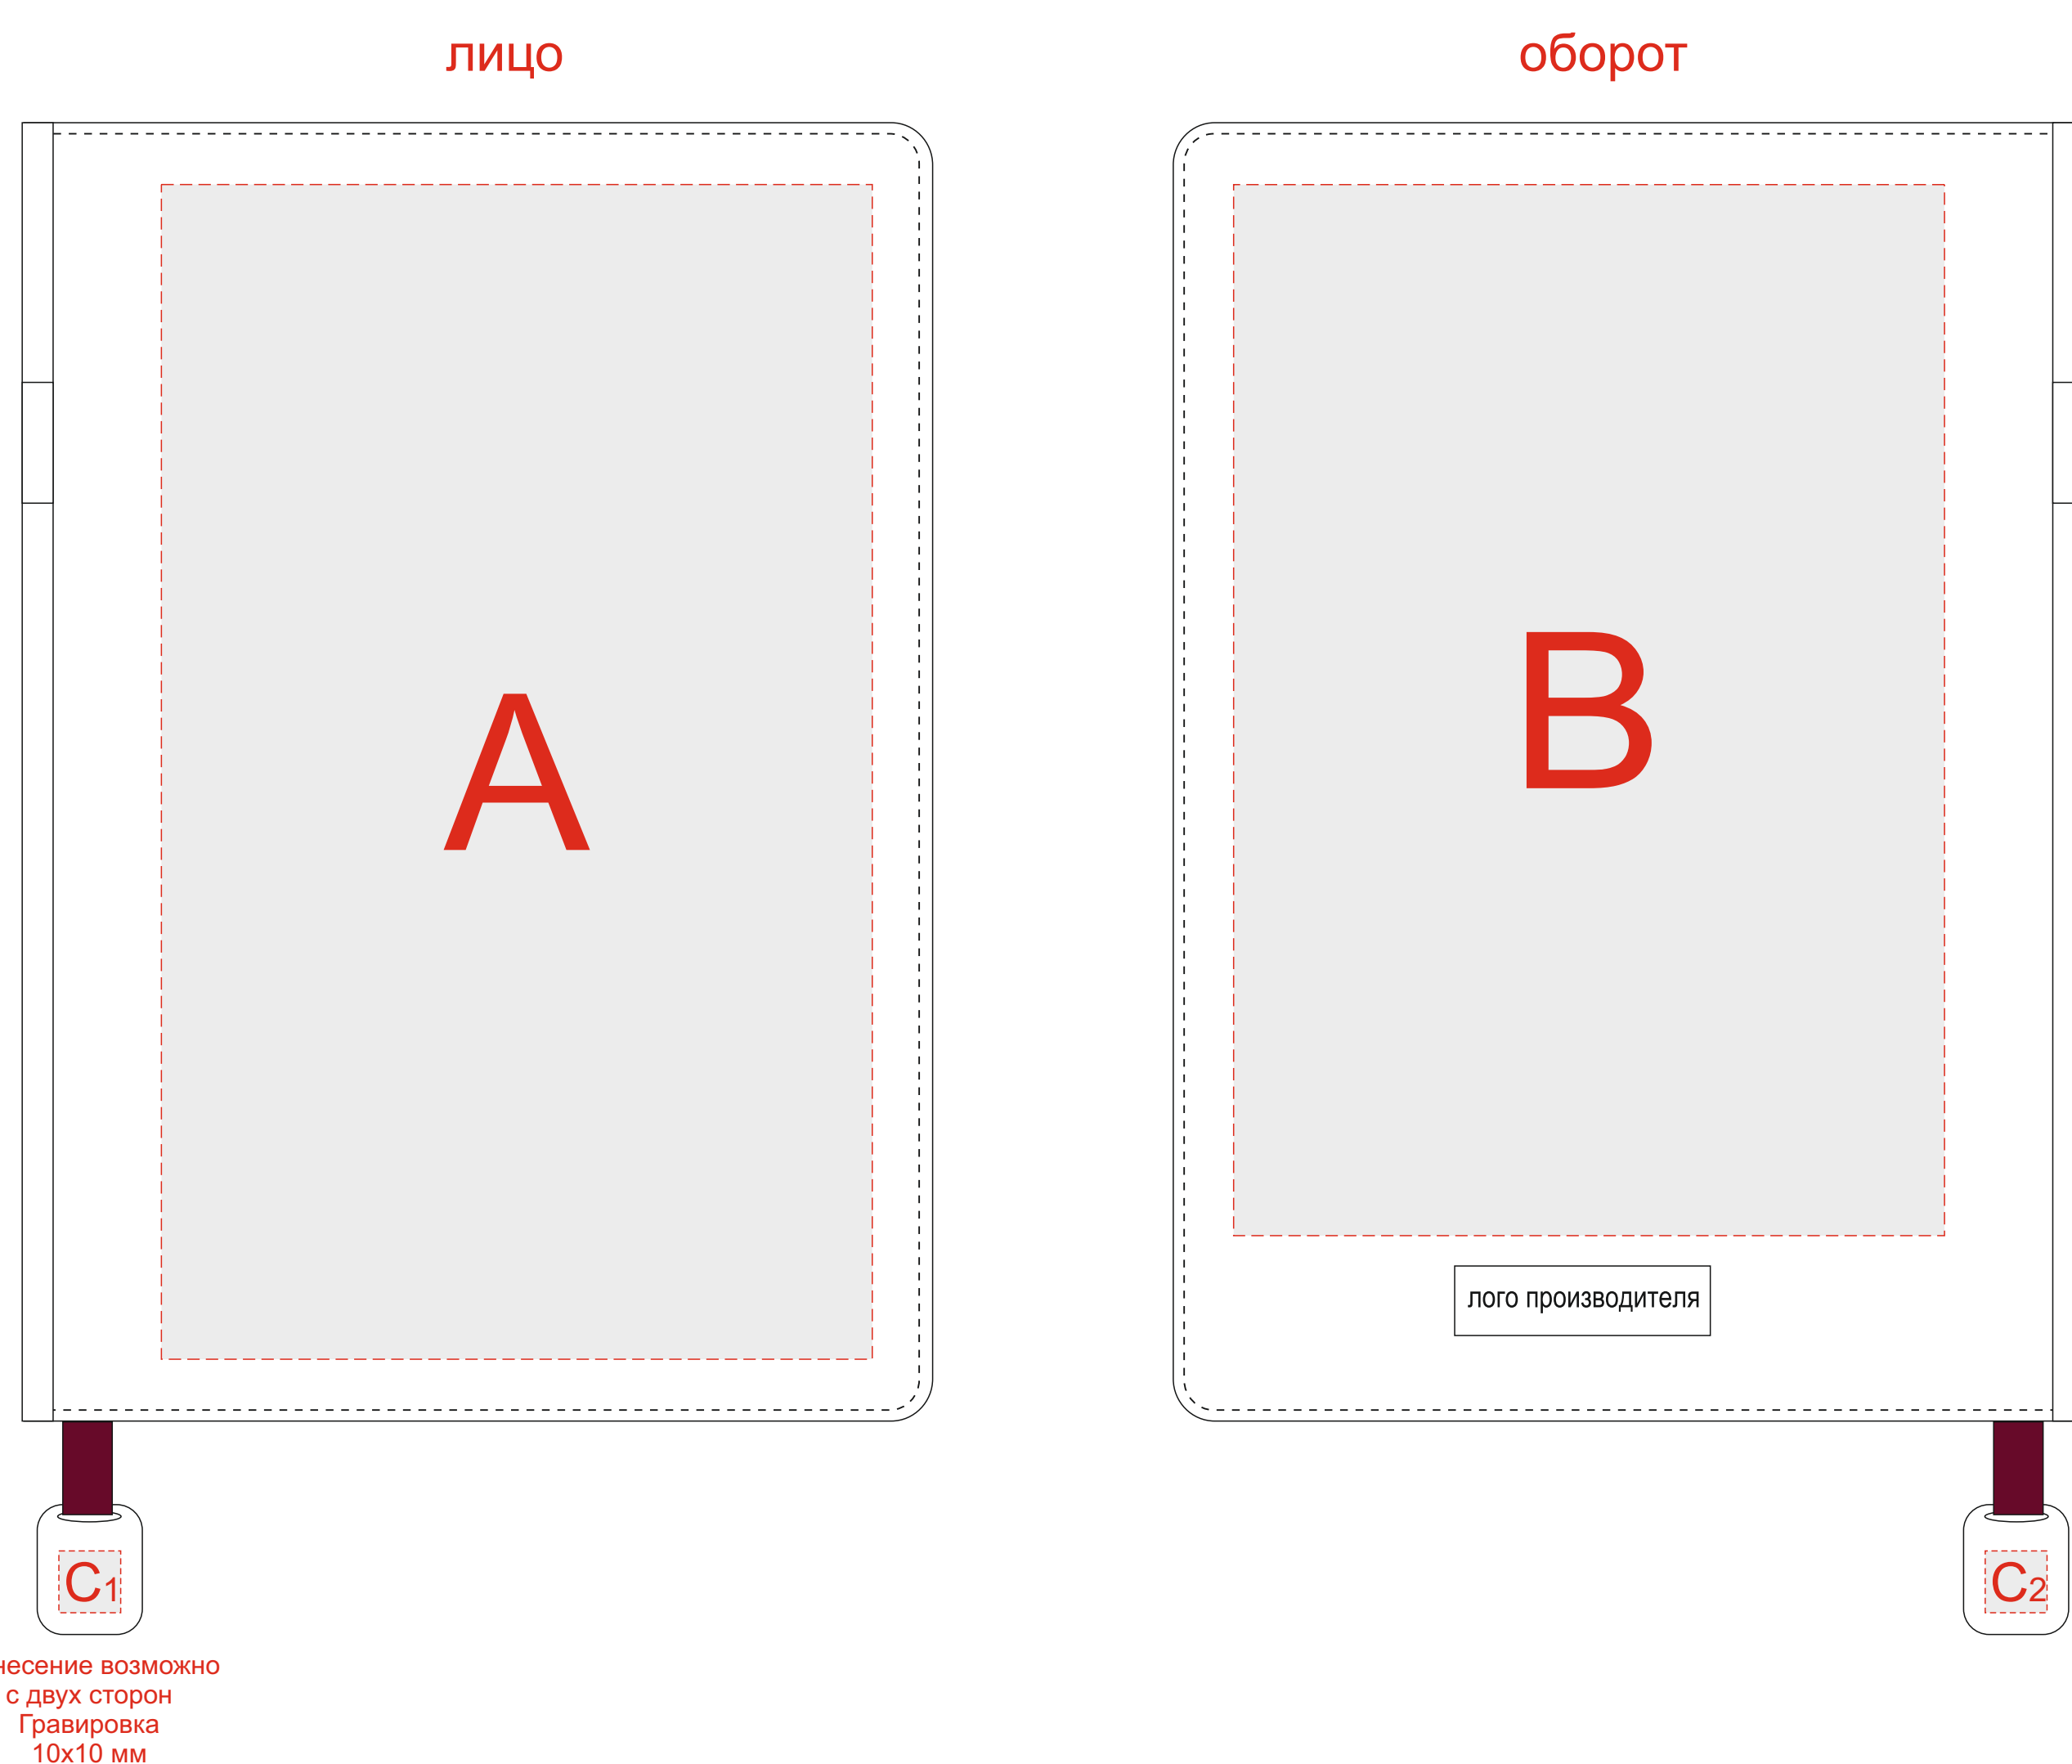 лицо
оборот
A
B
лого производителя
C1
C2
несение возможно
с двух сторон
Гравировка
10х10 мм